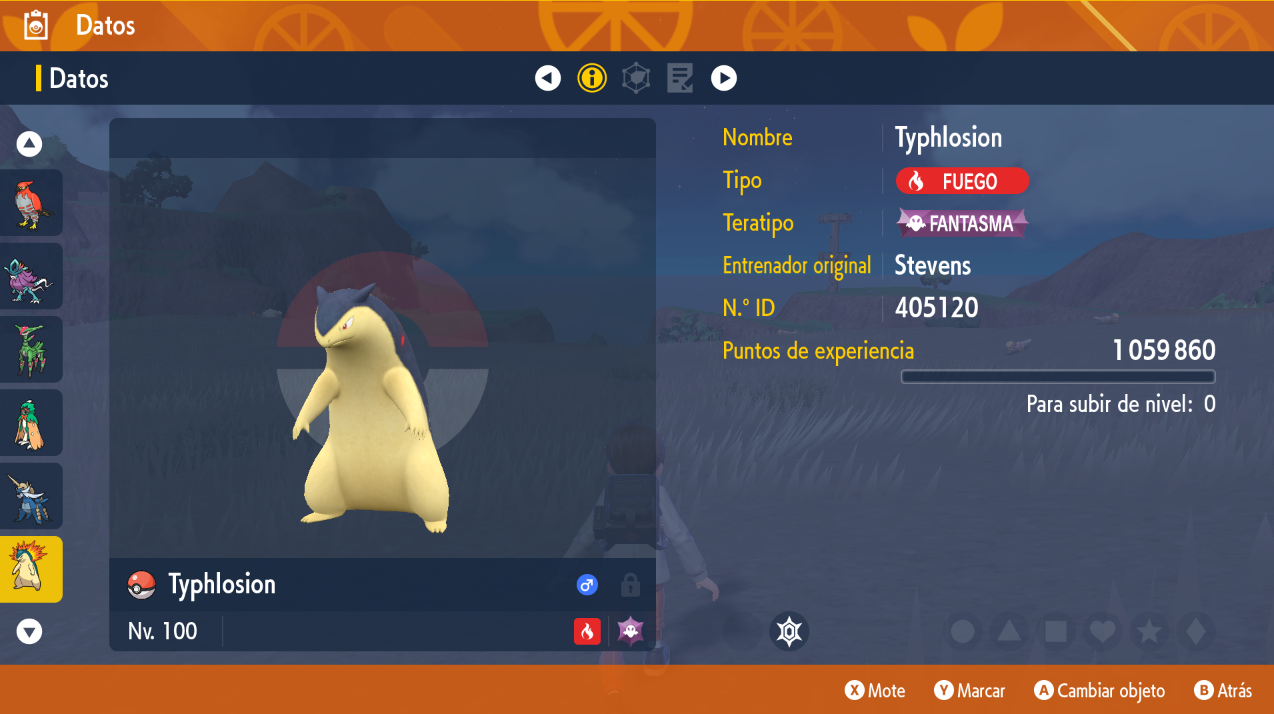 Datos
Datos
Nombre Typhlosion
Tipo FUEGO
Teratipo FANTASMA
Entrenador original Stevens
N.º ID 405120
Puntos de experiencia 1 059 860
Para subir de nivel: 0
Typhlosion ♂
Nv. 100
X Mote Y Marcar A Cambiar objeto B Atrás